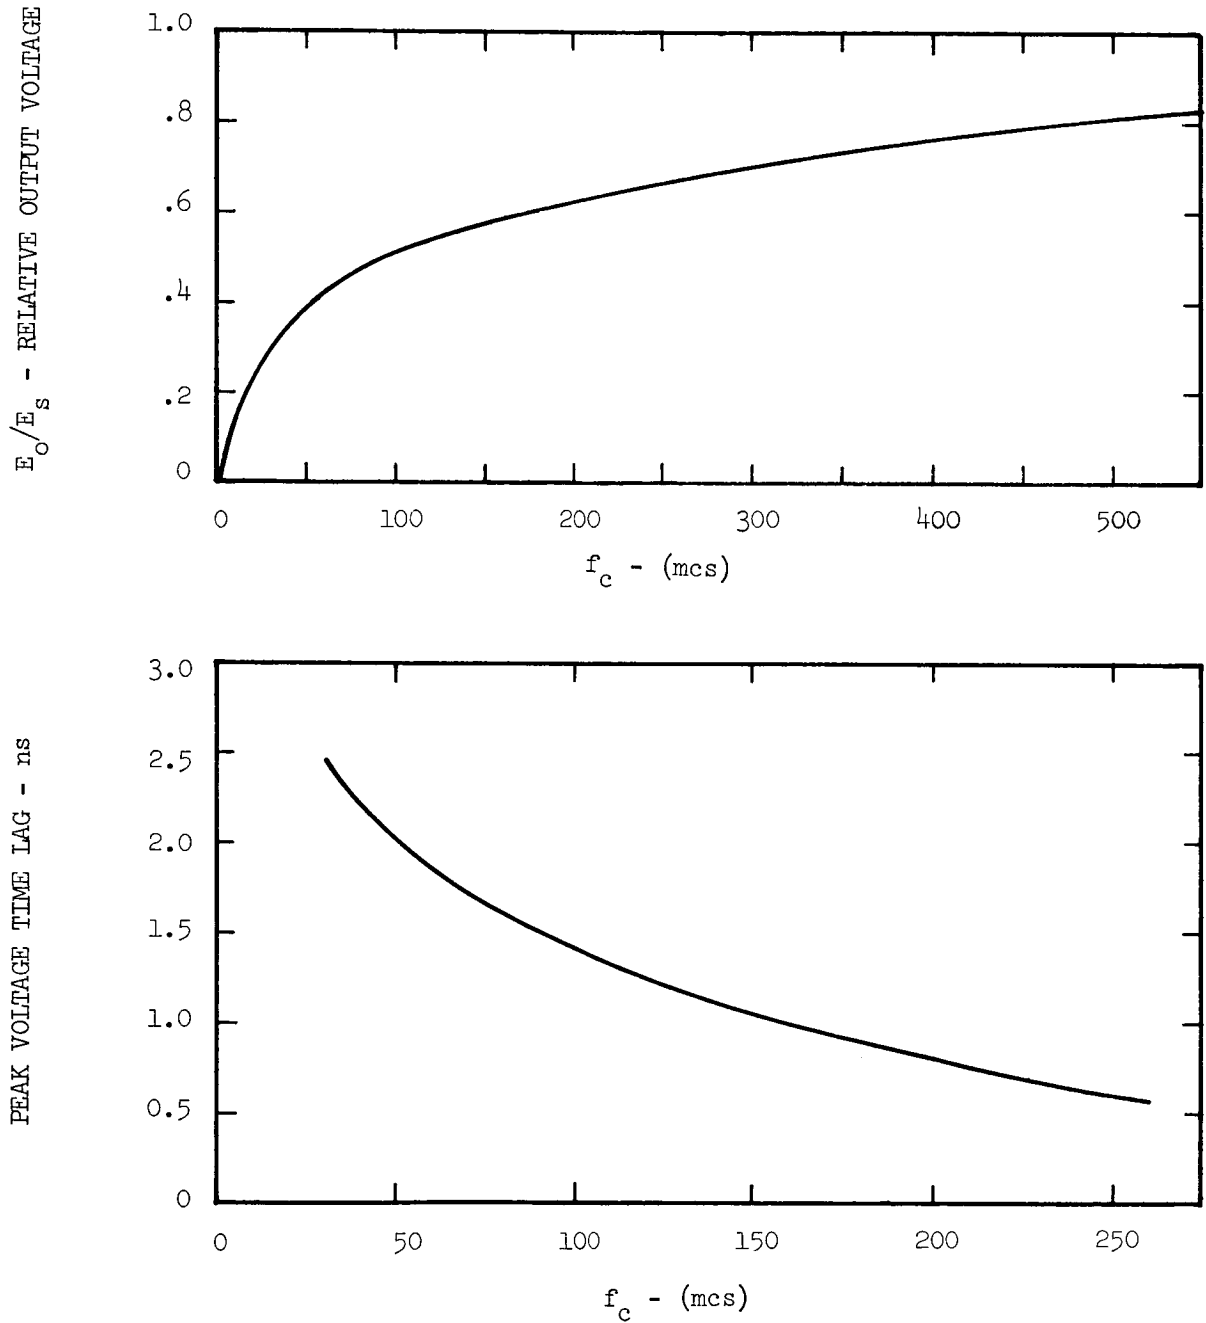 E_o/E_s - RELATIVE OUTPUT VOLTAGE
1.0
.8
.6
.4
.2
0
0 100 200 300 400 500
f_c - (mcs)
PEAK VOLTAGE TIME LAG - ns
3.0
2.5
2.0
1.5
1.0
0.5
0
0 50 100 150 200 250
f_c - (mcs)